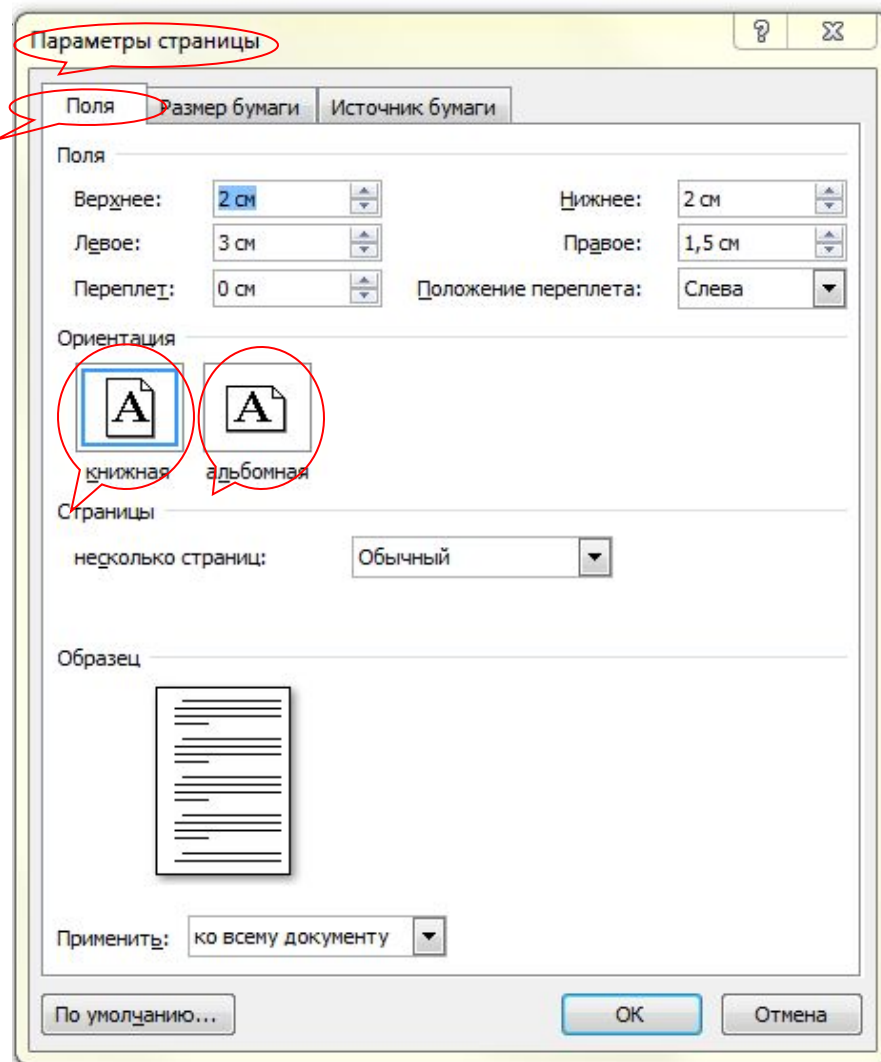 Параметры страницы
Поля Размер бумаги Источник бумаги
Поля
Верхнее: 2 см Нижнее: 2 см
Левое: 3 см Правое: 1,5 см
Переплет: 0 см Положение переплета: Слева
Ориентация
A A
книжная альбомная
Страницы
несколько страниц: Обычный
Образец
Применить: ко всему документу
По умолчанию... ОК Отмена